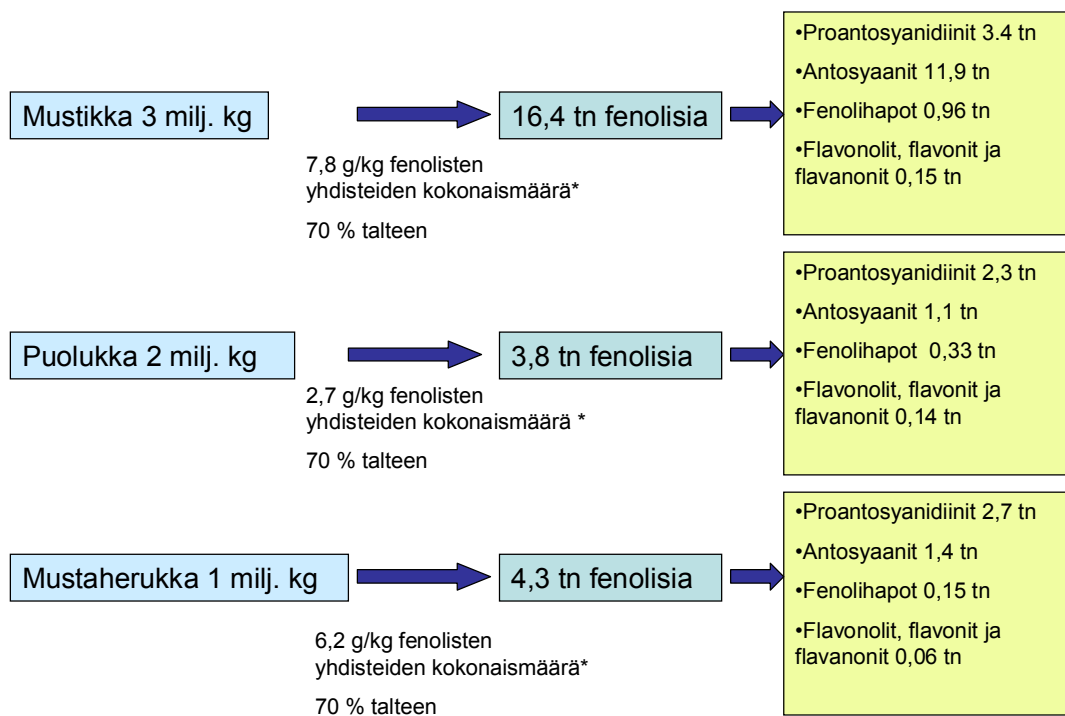 Mustikka 3 milj. kg
7,8 g/kg fenolisten
yhdisteiden kokonaismäärä*
70 % talteen
16,4 tn fenolisia
•Proantosyanidiinit 3.4 tn
•Antosyaanit 11,9 tn
•Fenolihapot 0,96 tn
•Flavonolit, flavonit ja
flavanonit 0,15 tn
Puolukka 2 milj. kg
2,7 g/kg fenolisten
yhdisteiden kokonaismäärä *
70 % talteen
3,8 tn fenolisia
•Proantosyanidiinit 2,3 tn
•Antosyaanit 1,1 tn
•Fenolihapot 0,33 tn
•Flavonolit, flavonit ja
flavanonit 0,14 tn
Mustaherukka 1 milj. kg
6,2 g/kg fenolisten
yhdisteiden kokonaismäärä*
70 % talteen
4,3 tn fenolisia
•Proantosyanidiinit 2,7 tn
•Antosyaanit 1,4 tn
•Fenolihapot 0,15 tn
•Flavonolit, flavonit ja
flavanonit 0,06 tn